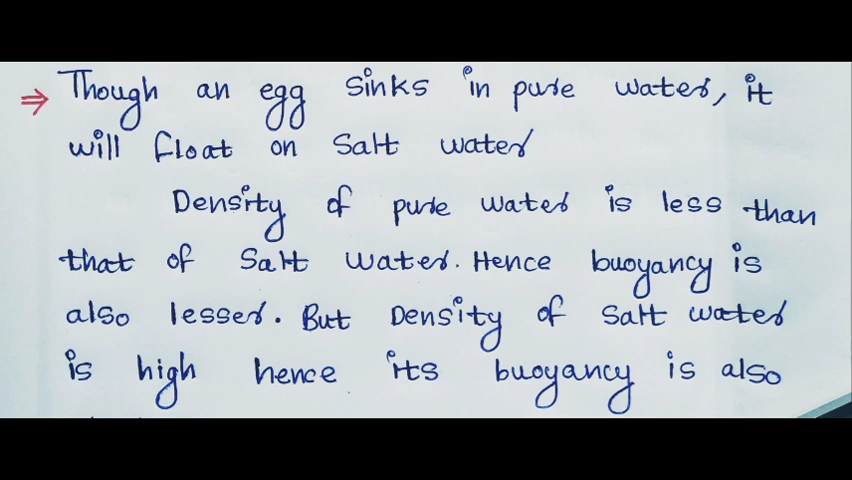 ⇒ Though an egg sinks in pure water, it
will float on salt water
Density of pure water is less than
that of salt water. Hence buoyancy is
also lesser. But Density of salt water
is high hence its buoyancy is also